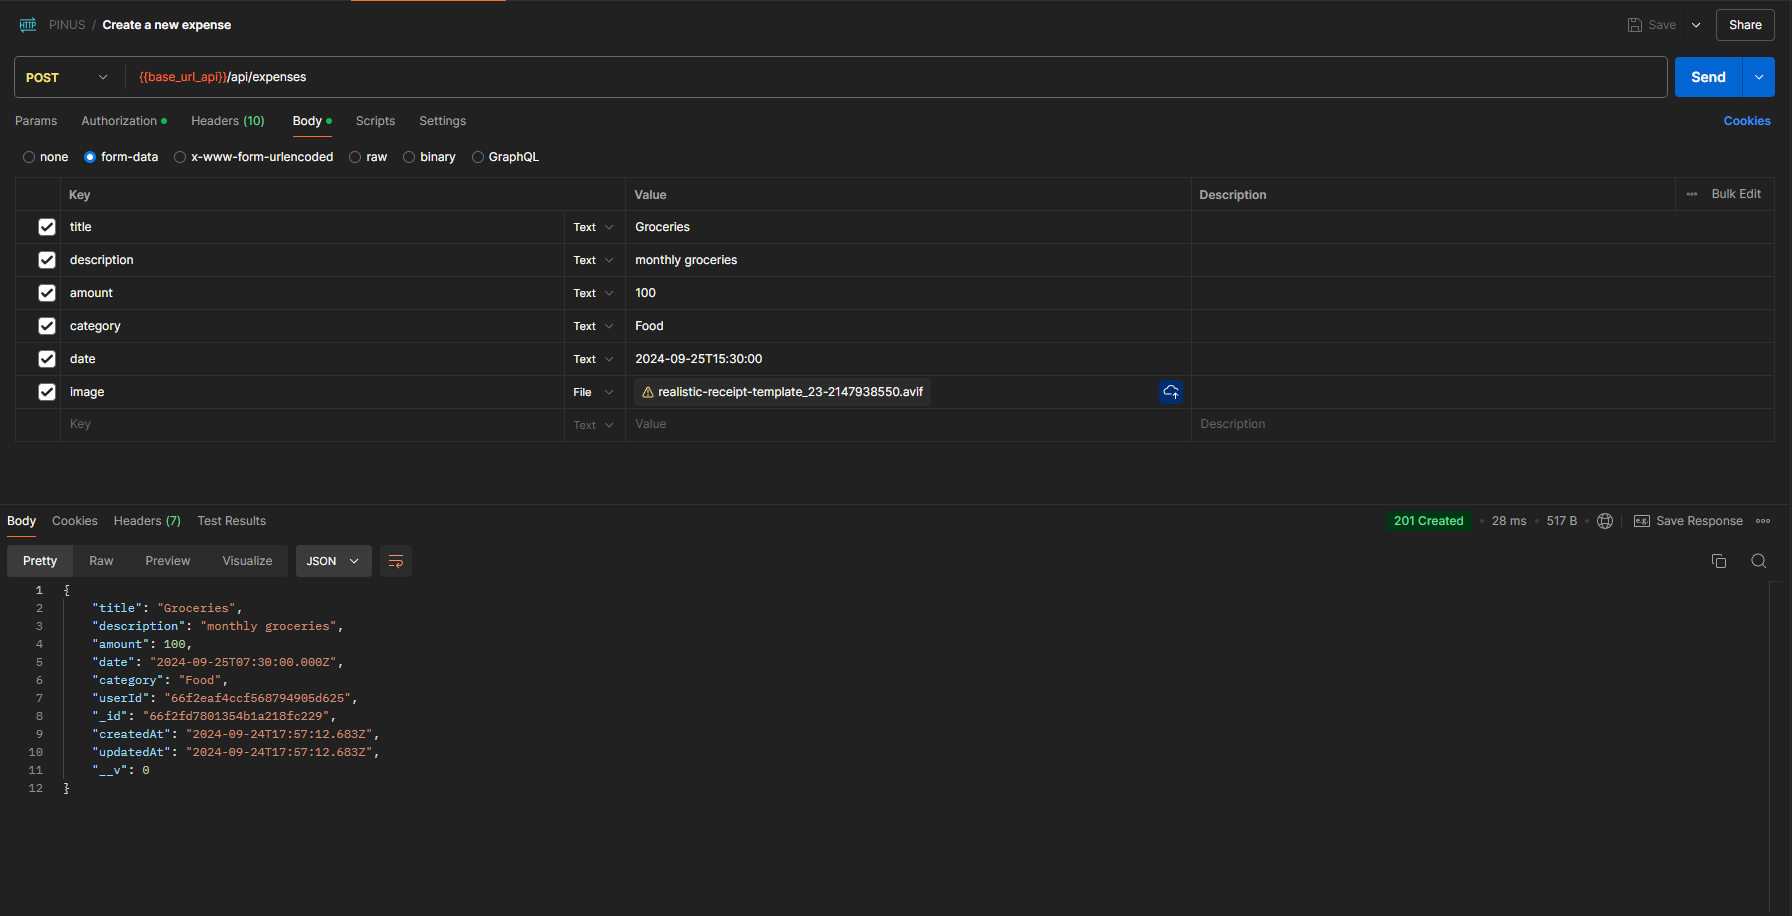 HTTP PINUS / Create a new expense Save Share
POST {{base_url_api}}/api/expenses Send
Params Authorization Headers (10) Body Scripts Settings Cookies
none form-data x-www-form-urlencoded raw binary GraphQL
Key Value Description Bulk Edit
title Text Groceries
description Text monthly groceries
amount Text 100
category Text Food
date Text 2024-09-25T15:30:00
image File realistic-receipt-template_23-2147938550.avif
Key Text Value Description
Body Cookies Headers (7) Test Results 201 Created 28 ms 517 B e.g. Save Response
Pretty Raw Preview Visualize JSON
1 {
2 "title": "Groceries",
3 "description": "monthly groceries",
4 "amount": 100,
5 "date": "2024-09-25T07:30:00.000Z",
6 "category": "Food",
7 "userId": "66f2eaf4ccf568794905d625",
8 "_id": "66f2fd7801354b1a218fc229",
9 "createdAt": "2024-09-24T17:57:12.683Z",
10 "updatedAt": "2024-09-24T17:57:12.683Z",
11 "__v": 0
12 }